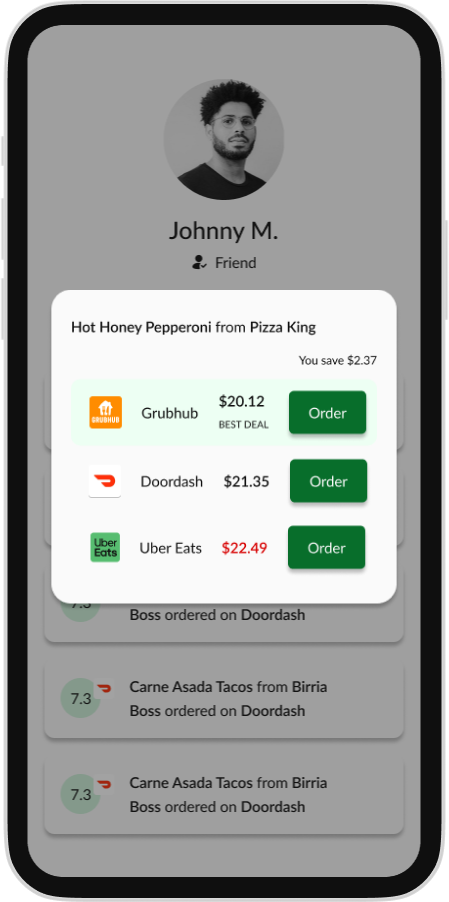 Johnny M.
Friend
Hot Honey Pepperoni from Pizza King
You save $2.37
GRUBHUB
Grubhub
$20.12
BEST DEAL
Order
Doordash
$21.35
Order
Uber
Eats
Uber Eats
$22.49
Order
7.3
Boss ordered on Doordash
7.3
Carne Asada Tacos from Birria
Boss ordered on Doordash
7.3
Carne Asada Tacos from Birria
Boss ordered on Doordash